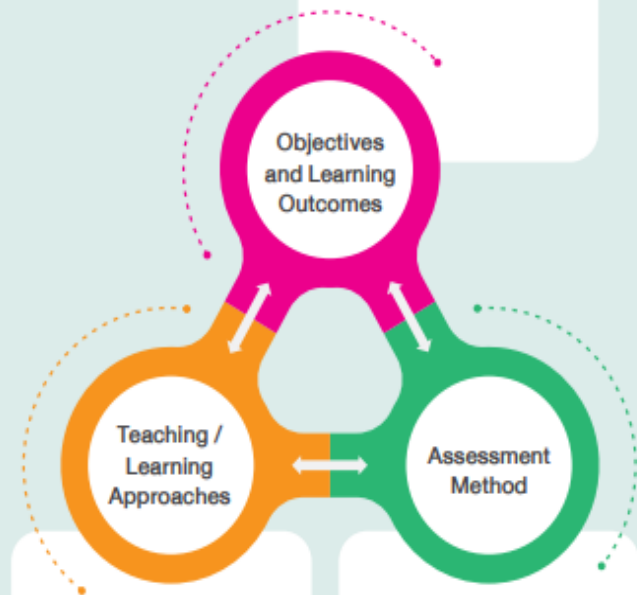 Objectives
and Learning
Outcomes
Teaching /
Learning
Approaches
Assessment
Method